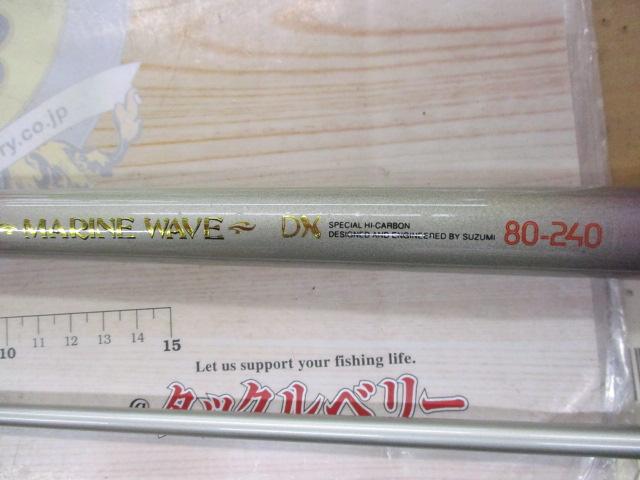 ry.co.jp
~ MARINE WAVE ~ DX
SPECIAL HI-CARBON
DESIGNED AND ENGINEERED BY SUZUMI
80-240
10 11 12 13 14 15
Let us support your fishing life.
@タックルベリー